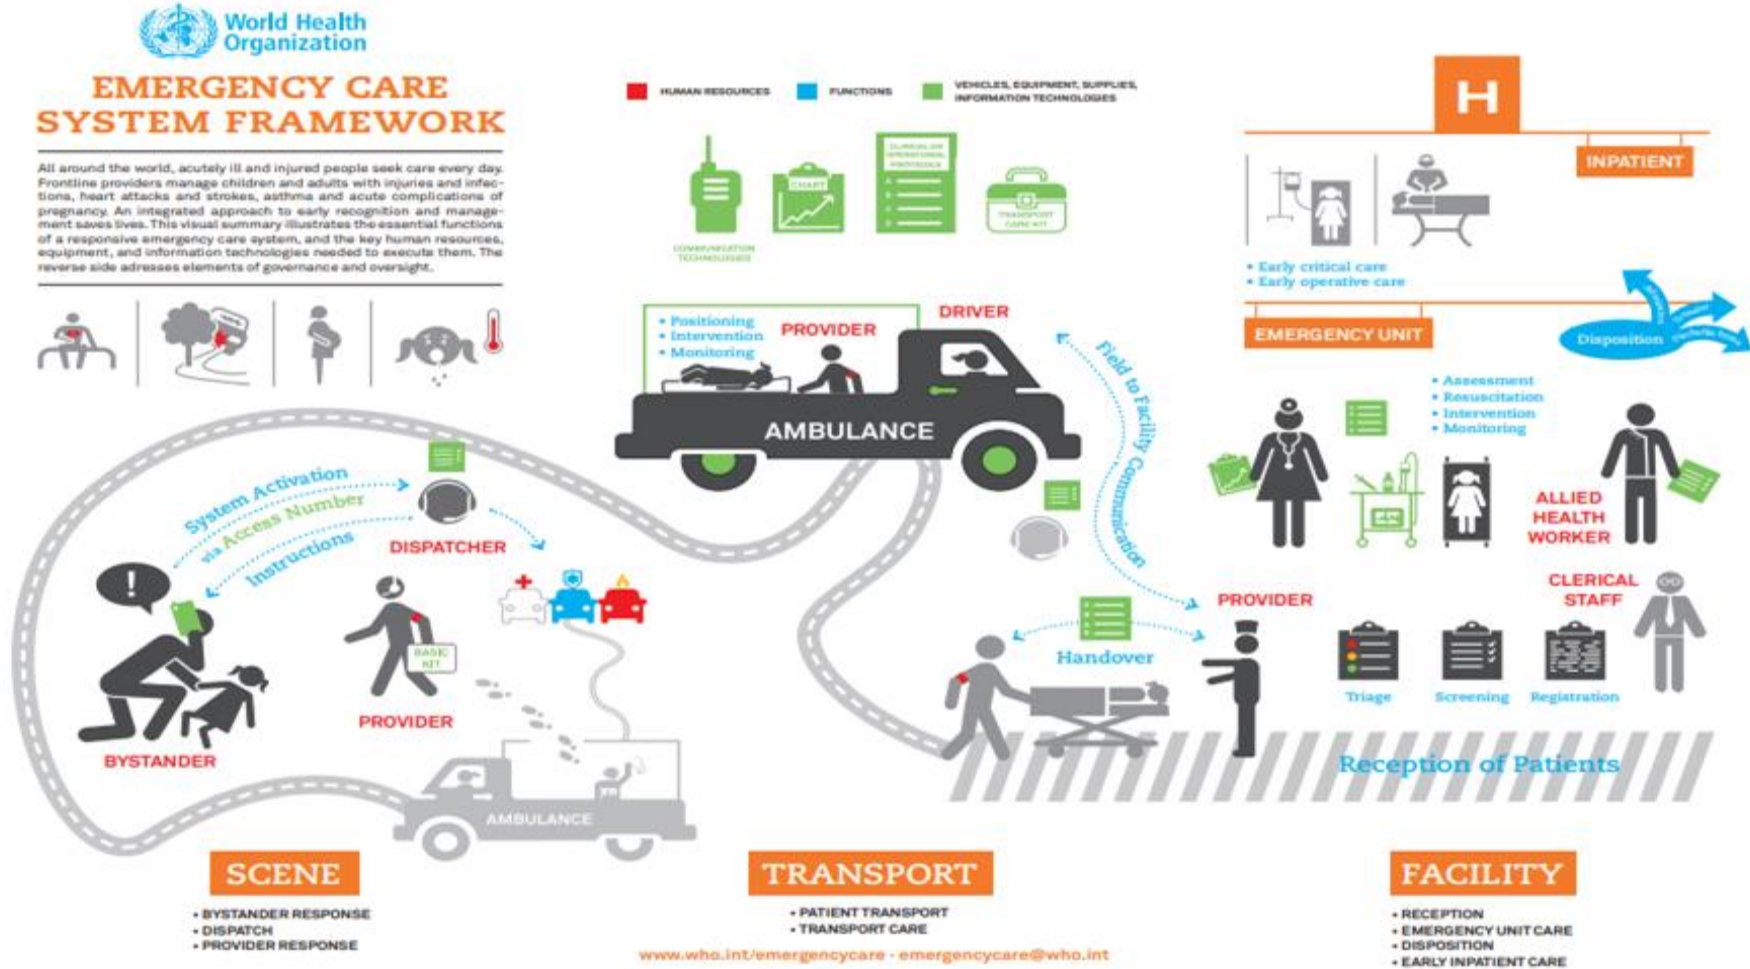 World Health
Organization
EMERGENCY CARE
SYSTEM FRAMEWORK
All around the world, acutely ill and injured people seek care every day.
Frontline providers manage children and adults with injuries and infec-
tions, heart attacks and strokes, asthma and acute complications of
pregnancy. An integrated approach to early recognition and manage-
ment saves lives. This visual summary illustrates the essential functions
of a responsive emergency care system, and the key human resources,
equipment, and information technologies needed to execute them. The
reverse side adresses elements of governance and oversight.
HUMAN RESOURCES
FUNCTIONS
VEHICLES, EQUIPMENT, SUPPLIES,
INFORMATION TECHNOLOGIES
COMMUNICATION
TECHNOLOGIES
CHART
CLINICAL OR
OPERATIONAL
PROTOCOLS
TRANSPORT
CARE KIT
• Positioning
• Intervention
• Monitoring
PROVIDER
DRIVER
AMBULANCE
Field to Facility Communication
System Activation
via Access Number
Instructions
DISPATCHER
!
BYSTANDER
BASIC
KIT
PROVIDER
AMBULANCE
Handover
PROVIDER
H
INPATIENT
• Early critical care
• Early operative care
EMERGENCY UNIT
Disposition
• Assessment
• Resuscitation
• Intervention
• Monitoring
ALLIED
HEALTH
WORKER
CLERICAL
STAFF
Triage
Screening
Registration
Reception of Patients
SCENE
• BYSTANDER RESPONSE
• DISPATCH
• PROVIDER RESPONSE
TRANSPORT
• PATIENT TRANSPORT
• TRANSPORT CARE
www.who.int/emergencycare - emergencycare@who.int
FACILITY
• RECEPTION
• EMERGENCY UNIT CARE
• DISPOSITION
• EARLY INPATIENT CARE